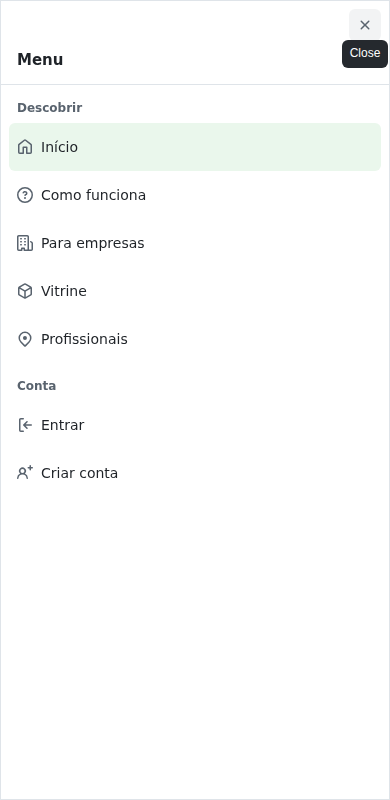 Close
Menu
Descobrir
Início
Como funciona
Para empresas
Vitrine
Profissionais
Conta
Entrar
Criar conta